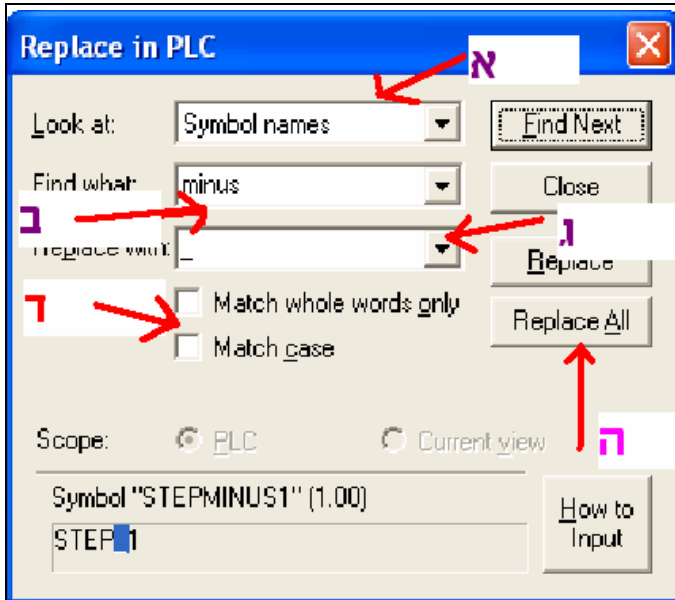 Replace in PLC
א
Look at: Symbol names Find Next
Find what: minus Close
ב
ג
Replace with: _ Replace
ד
Match whole words only
Replace All
Match case
Scope: PLC Current view
ה
Symbol "STEPMINUS1" (1.00)
STEP_1
How to
Input